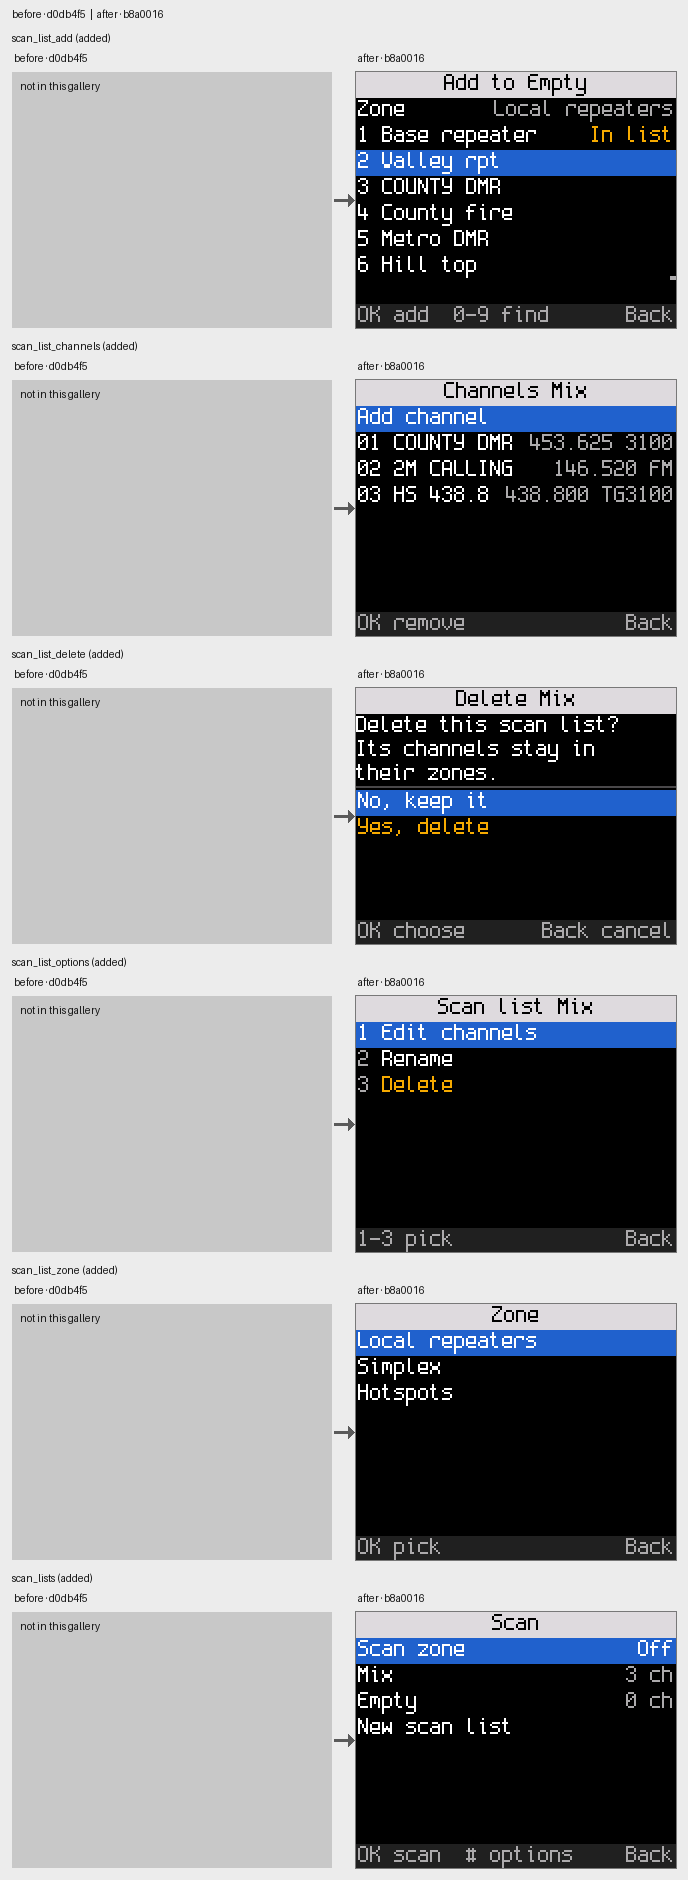 before · d0db4f5 | after · b8a0016
scan_list_add (added)
before · d0db4f5
after · b8a0016
not in this gallery
Add to Empty
Zone Local repeaters
1 Base repeater In list
2 Valley rpt
3 COUNTY DMR
4 County fire
5 Metro DMR
6 Hill top
OK add 0-9 find Back
scan_list_channels (added)
before · d0db4f5
after · b8a0016
not in this gallery
Channels Mix
Add channel
01 COUNTY DMR 453.625 3100
02 2M CALLING 146.520 FM
03 HS 438.8 438.800 TG3100
OK remove Back
scan_list_delete (added)
before · d0db4f5
after · b8a0016
not in this gallery
Delete Mix
Delete this scan list?
Its channels stay in
their zones.
No, keep it
Yes, delete
OK choose Back cancel
scan_list_options (added)
before · d0db4f5
after · b8a0016
not in this gallery
Scan list Mix
1 Edit channels
2 Rename
3 Delete
1-3 pick Back
scan_list_zone (added)
before · d0db4f5
after · b8a0016
not in this gallery
Zone
Local repeaters
Simplex
Hotspots
OK pick Back
scan_lists (added)
before · d0db4f5
after · b8a0016
not in this gallery
Scan
Scan zone Off
Mix 3 ch
Empty 0 ch
New scan list
OK scan # options Back